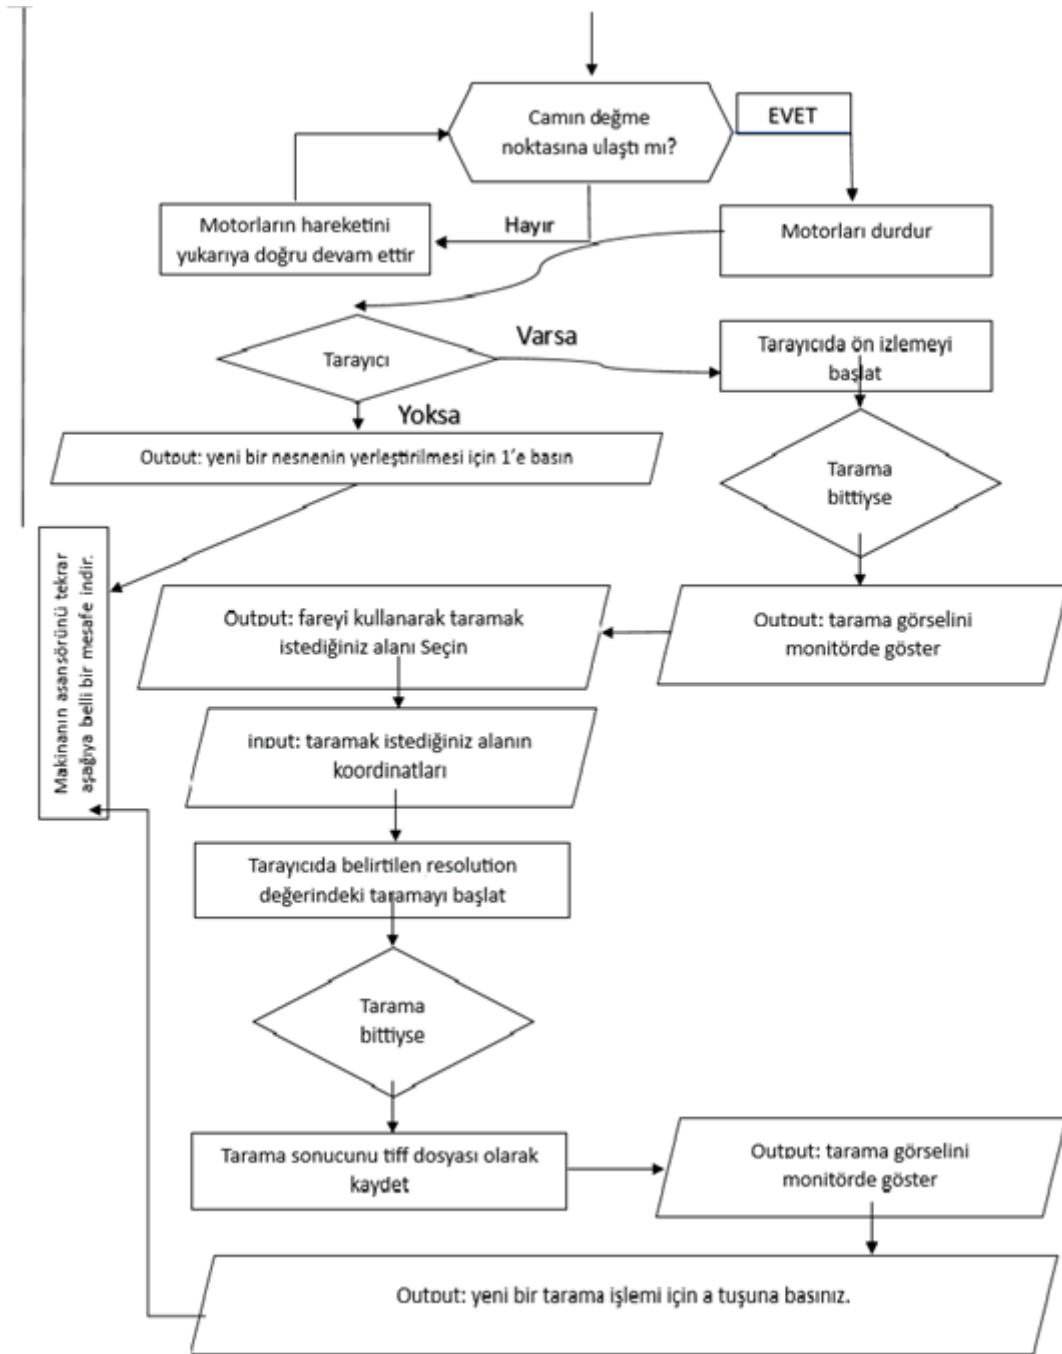 Camın değme
noktasına ulaştı mı?
EVET
Motorların hareketini
yukarıya doğru devam ettir
Hayır
Motorları durdur
Tarayıcı
Varsa
Tarayıcıda ön izlemeyi
başlat
Yoksa
Output: yeni bir nesnenin yerleştirilmesi için 1'e basın
Tarama
bittiyse
Makinanın asansörünü tekrar
aşağıya belli bir mesafe indir.
Output: fareyi kullanarak taramak
istediğiniz alanı Seçin
Output: tarama görselini
monitörde göster
input: taramak istediğiniz alanın
koordinatları
Tarayıcıda belirtilen resolution
değerindeki taramayı başlat
Tarama
bittiyse
Tarama sonucunu tiff dosyası olarak
kaydet
Output: tarama görselini
monitörde göster
Output: yeni bir tarama işlemi için a tuşuna basınız.